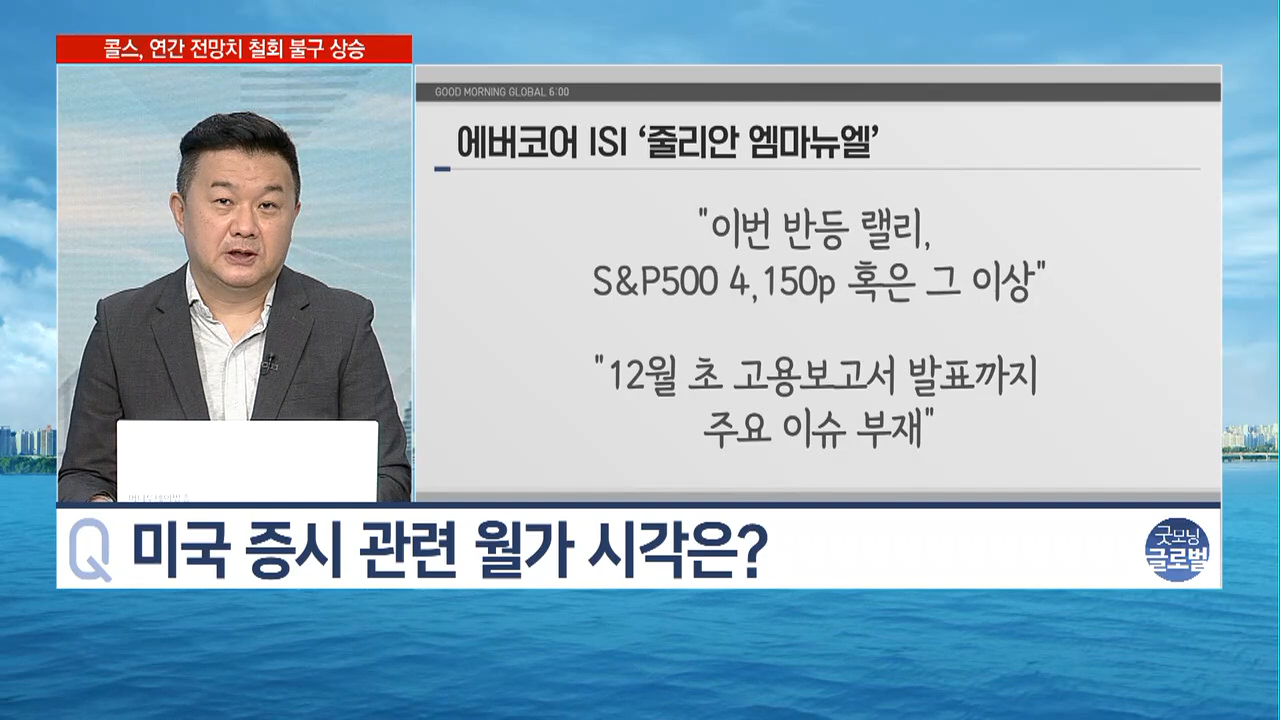 콜스, 연간 전망치 철회 불구 상승
GOOD MORNING GLOBAL 6:00
에버코어 ISI ‘줄리안 엠마뉴엘’
"이번 반등 랠리,
S&P500 4,150p 혹은 그 이상"
"12월 초 고용보고서 발표까지
주요 이슈 부재"
Q 미국 증시 관련 월가 시각은?
굿모닝
글로벌